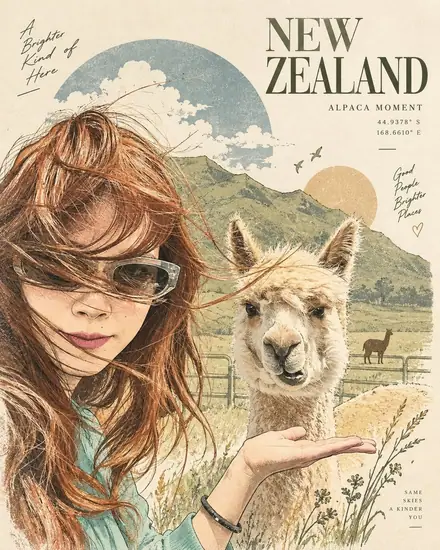 A
Brighter
Kind of
Here
NEW
ZEALAND
ALPACA MOMENT
44.9378° S
168.6610° E
Good
People
Brighter
Places
SAME
SKIES
A KINDER
YOU